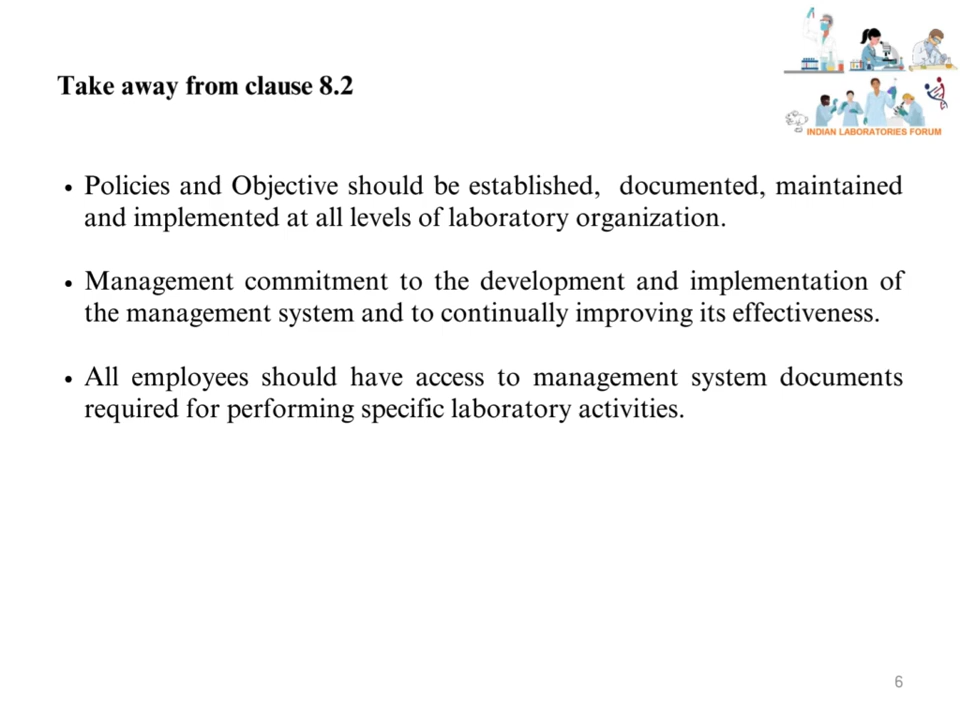 INDIAN LABORATORIES FORUM
Take away from clause 8.2
• Policies and Objective should be established, documented, maintained
and implemented at all levels of laboratory organization.
• Management commitment to the development and implementation of
the management system and to continually improving its effectiveness.
• All employees should have access to management system documents
required for performing specific laboratory activities.
6